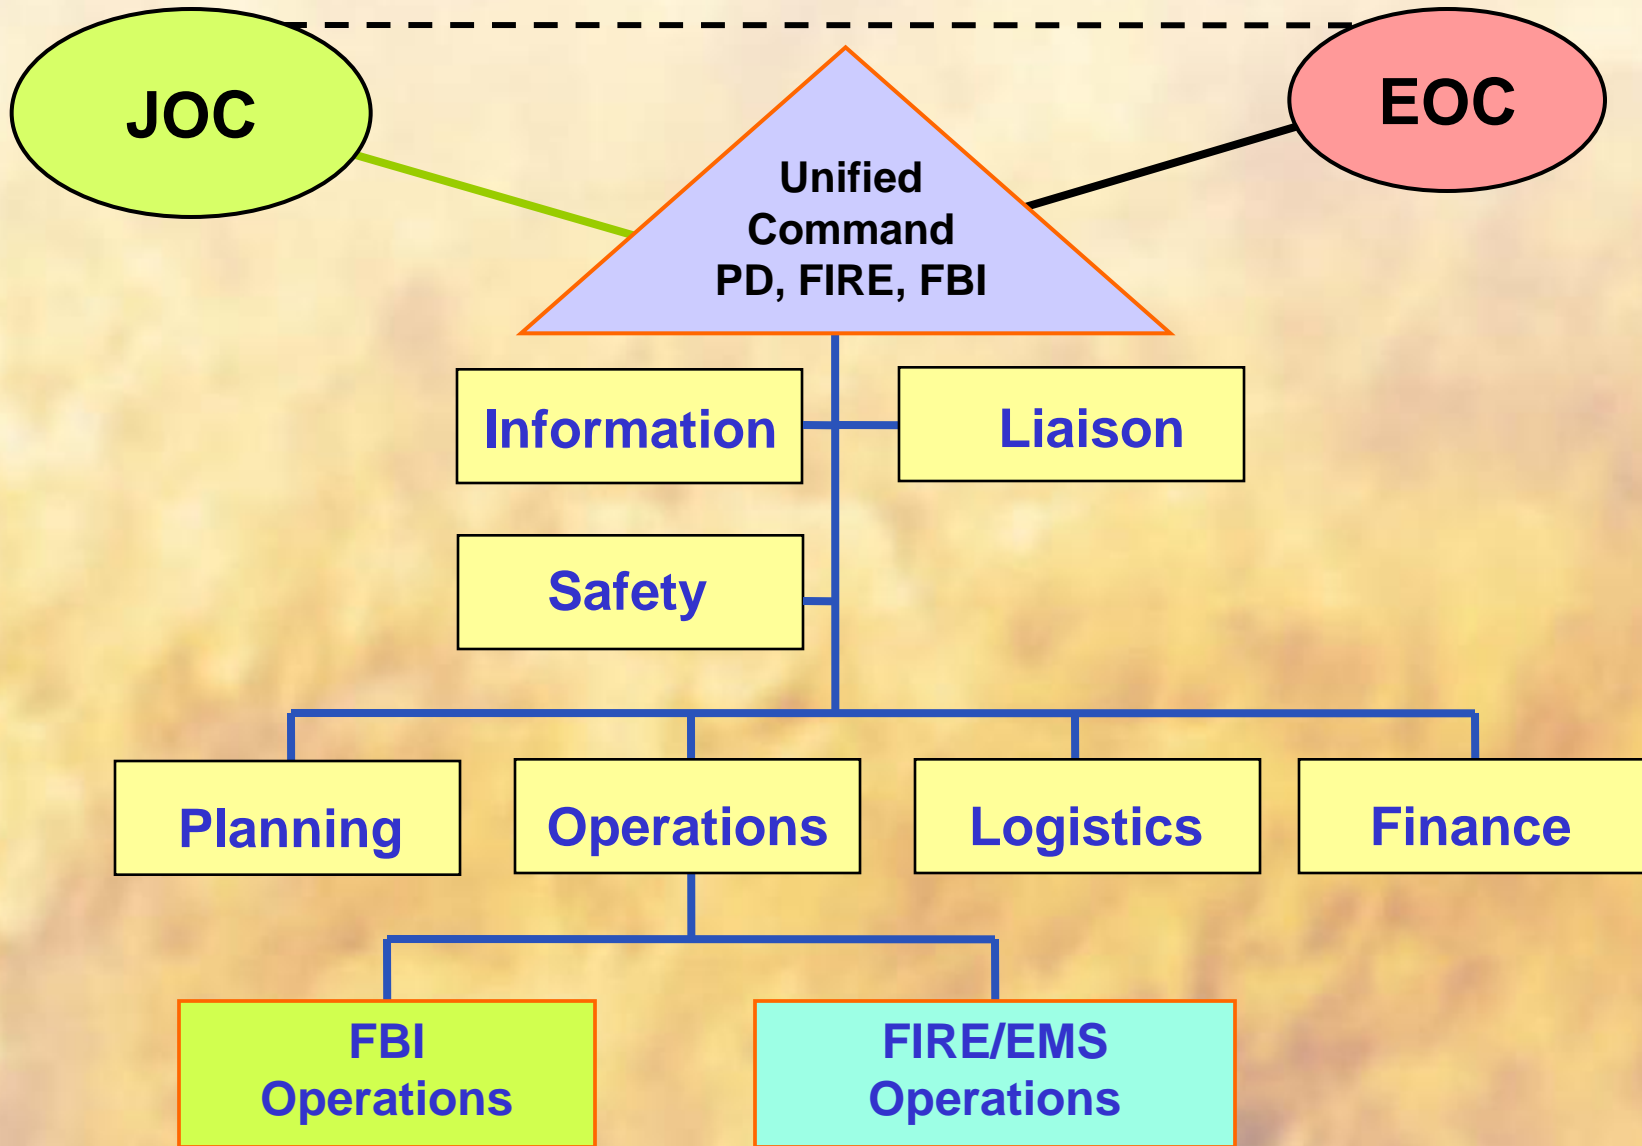 JOC
EOC
Unified
Command
PD, FIRE, FBI
Information
Liaison
Safety
Planning
Operations
Logistics
Finance
FBI
Operations
FIRE/EMS
Operations